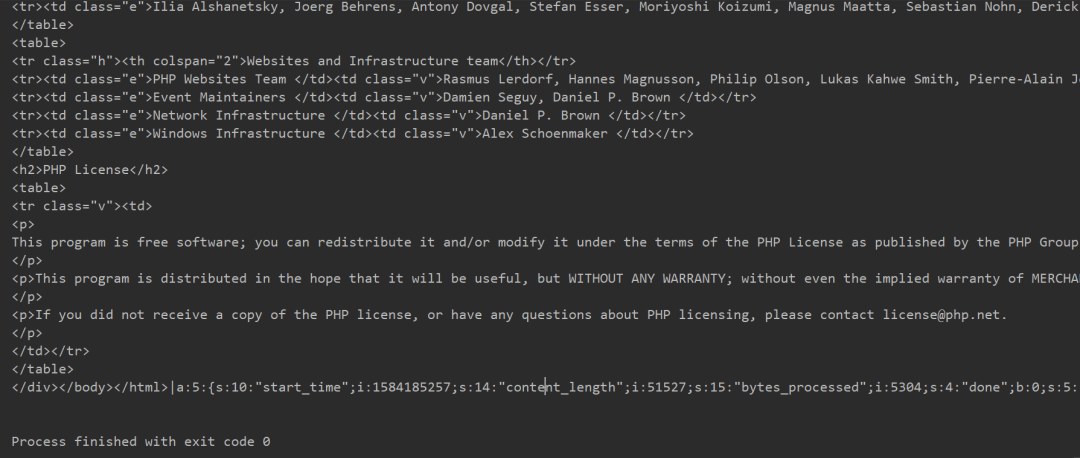 <tr><td class="e">Ilia Alshanetsky, Joerg Behrens, Antony Dovgal, Stefan Esser, Moriyoshi Koizumi, Magnus Maatta, Sebastian Nohn, Derick
</table>
<table>
<tr class="h"><th colspan="2">Websites and Infrastructure team</th></tr>
<tr><td class="e">PHP Websites Team </td><td class="v">Rasmus Lerdorf, Hannes Magnusson, Philip Olson, Lukas Kahwe Smith, Pierre-Alain J
<tr><td class="e">Event Maintainers </td><td class="v">Damien Seguy, Daniel P. Brown </td></tr>
<tr><td class="e">Network Infrastructure </td><td class="v">Daniel P. Brown </td></tr>
<tr><td class="e">Windows Infrastructure </td><td class="v">Alex Schoenmaker </td></tr>
</table>
<h2>PHP License</h2>
<table>
<tr class="v"><td>
<p>
This program is free software; you can redistribute it and/or modify it under the terms of the PHP License as published by the PHP Group
</p>
<p>This program is distributed in the hope that it will be useful, but WITHOUT ANY WARRANTY; without even the implied warranty of MERCHA
</p>
<p>If you did not receive a copy of the PHP license, or have any questions about PHP licensing, please contact license@php.net.
</p>
</td></tr>
</table>
</div></body></html>|a:5:{s:10:"start_time";i:1584185257;s:14:"content_length";i:51527;s:15:"bytes_processed";i:5304;s:4:"done";b:0;s:5:
Process finished with exit code 0